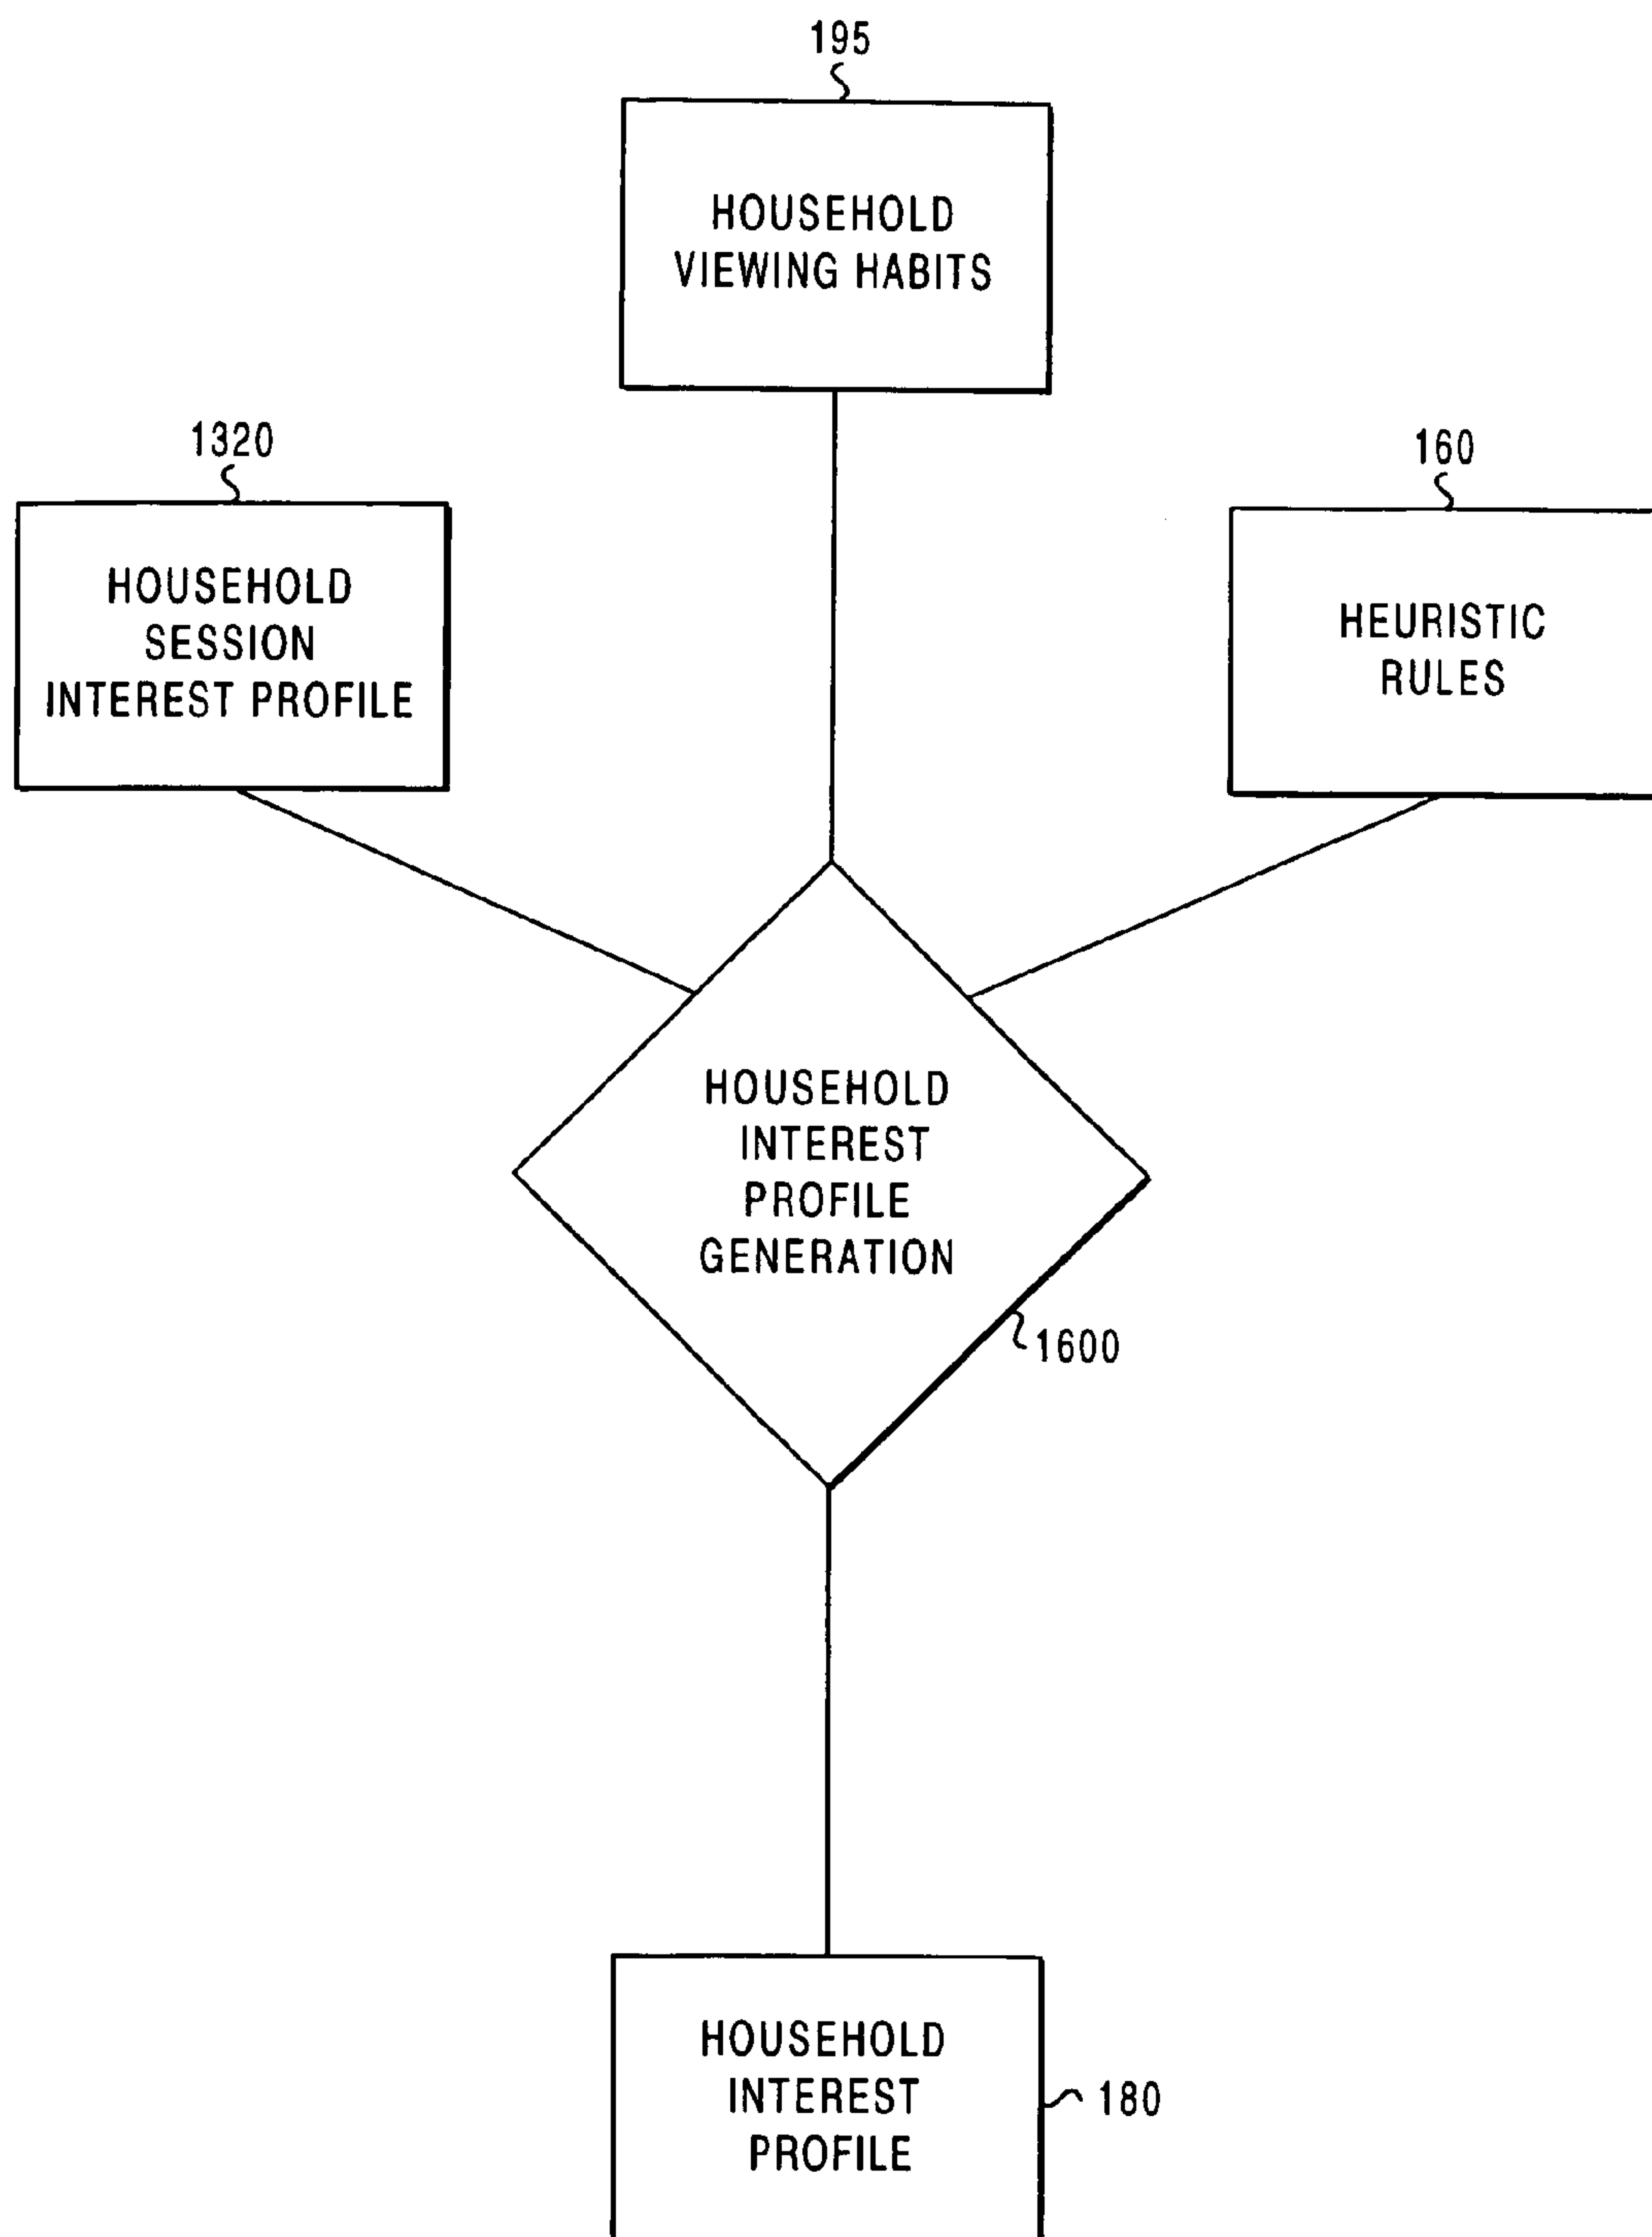 195
HOUSEHOLD
VIEWING HABITS
1320
HOUSEHOLD
SESSION
INTEREST PROFILE
160
HEURISTIC
RULES
HOUSEHOLD
INTEREST
PROFILE
GENERATION
1600
HOUSEHOLD
INTEREST
PROFILE
180